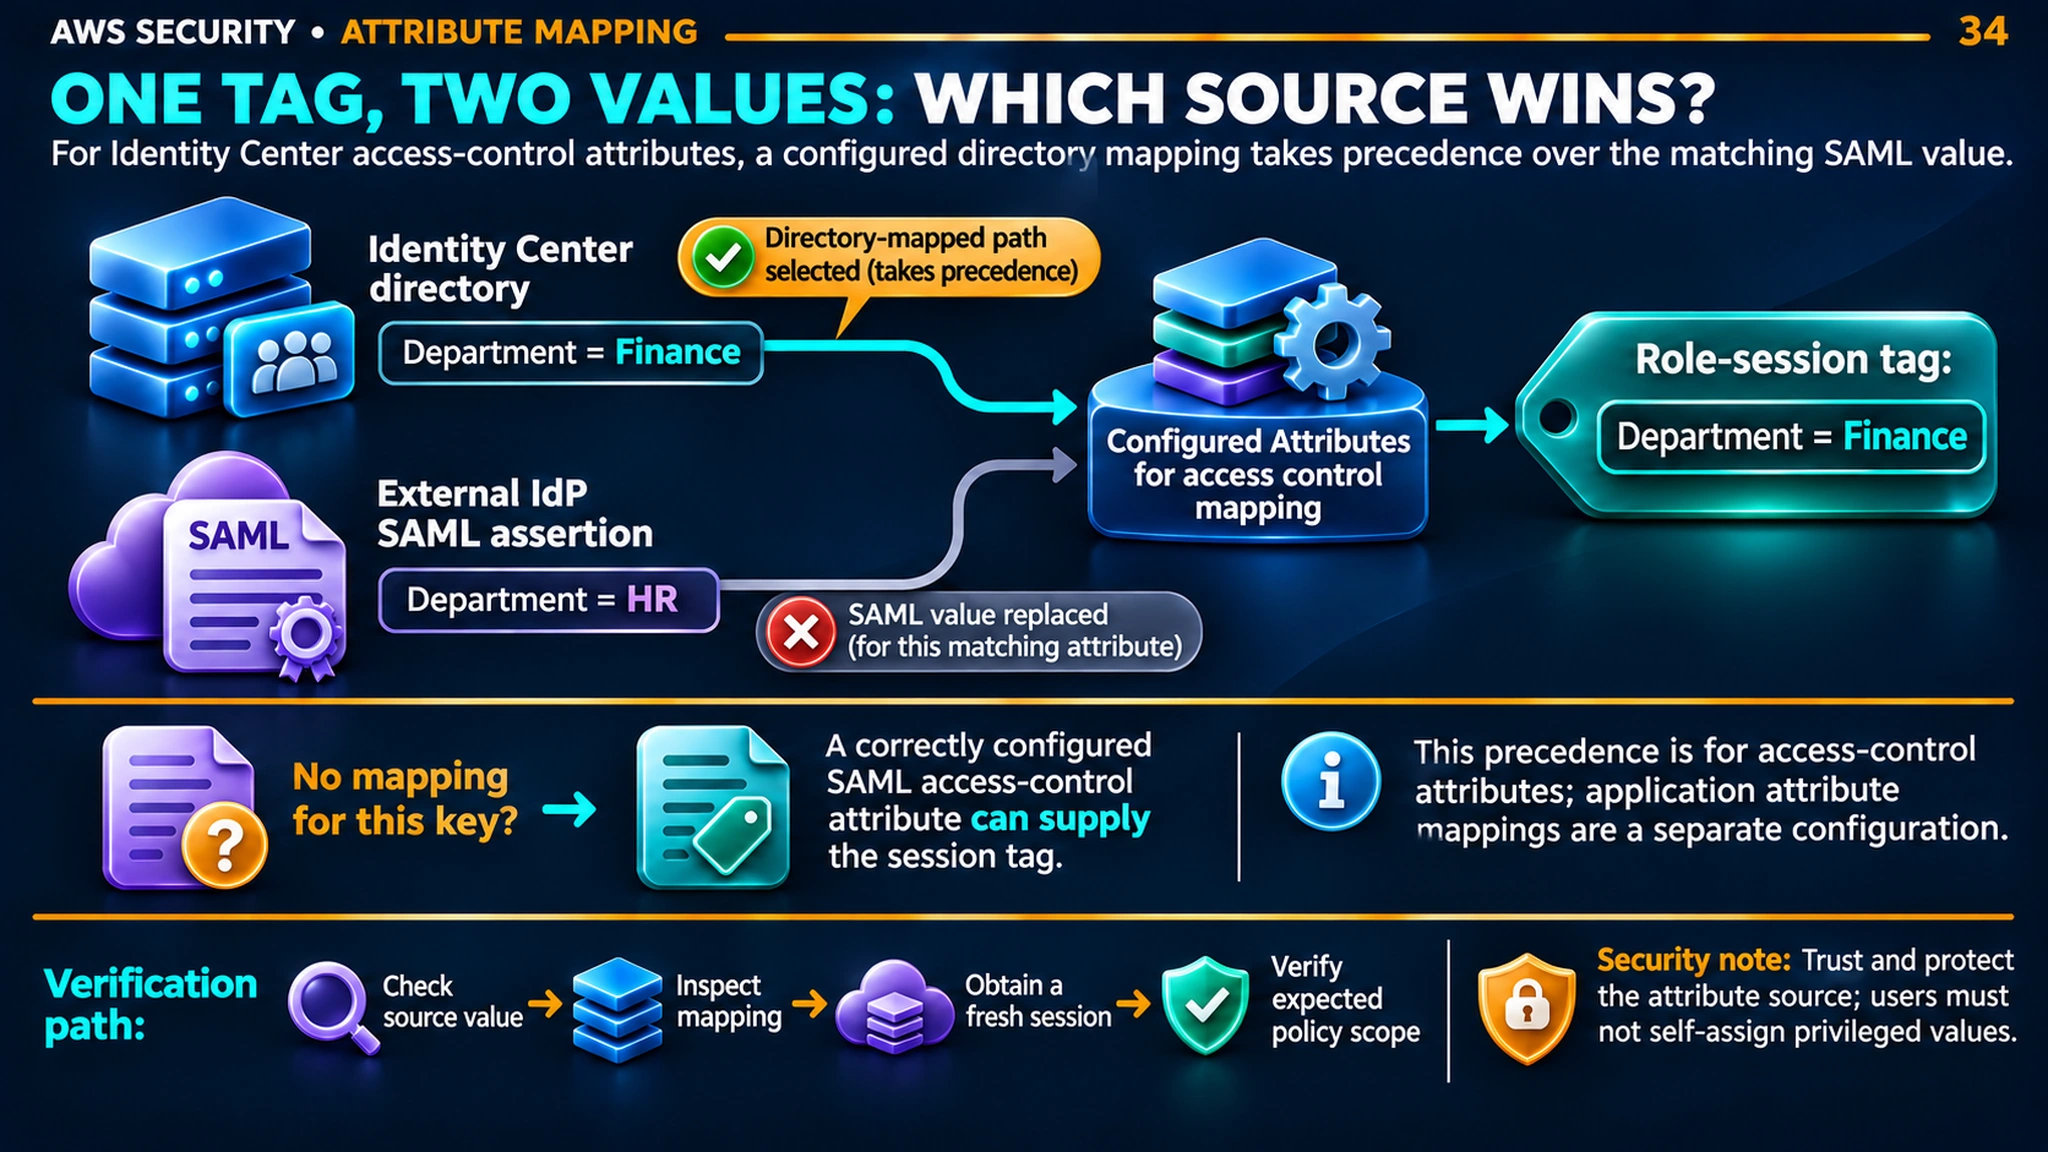 AWS SECURITY • ATTRIBUTE MAPPING
34
ONE TAG, TWO VALUES: WHICH SOURCE WINS?
For Identity Center access-control attributes, a configured directory mapping takes precedence over the matching SAML value.
Identity Center
directory
Department = Finance
Directory-mapped path
selected (takes precedence)
External IdP
SAML assertion
SAML
Department = HR
SAML value replaced
(for this matching attribute)
Configured Attributes
for access control
mapping
Role-session tag:
Department = Finance
No mapping
for this key?
A correctly configured
SAML access-control
attribute can supply
the session tag.
This precedence is for access-control
attributes; application attribute
mappings are a separate configuration.
Verification
path:
Check
source value
Inspect
mapping
Obtain a
fresh session
Verify
expected
policy scope
Security note: Trust and protect
the attribute source; users must
not self-assign privileged values.